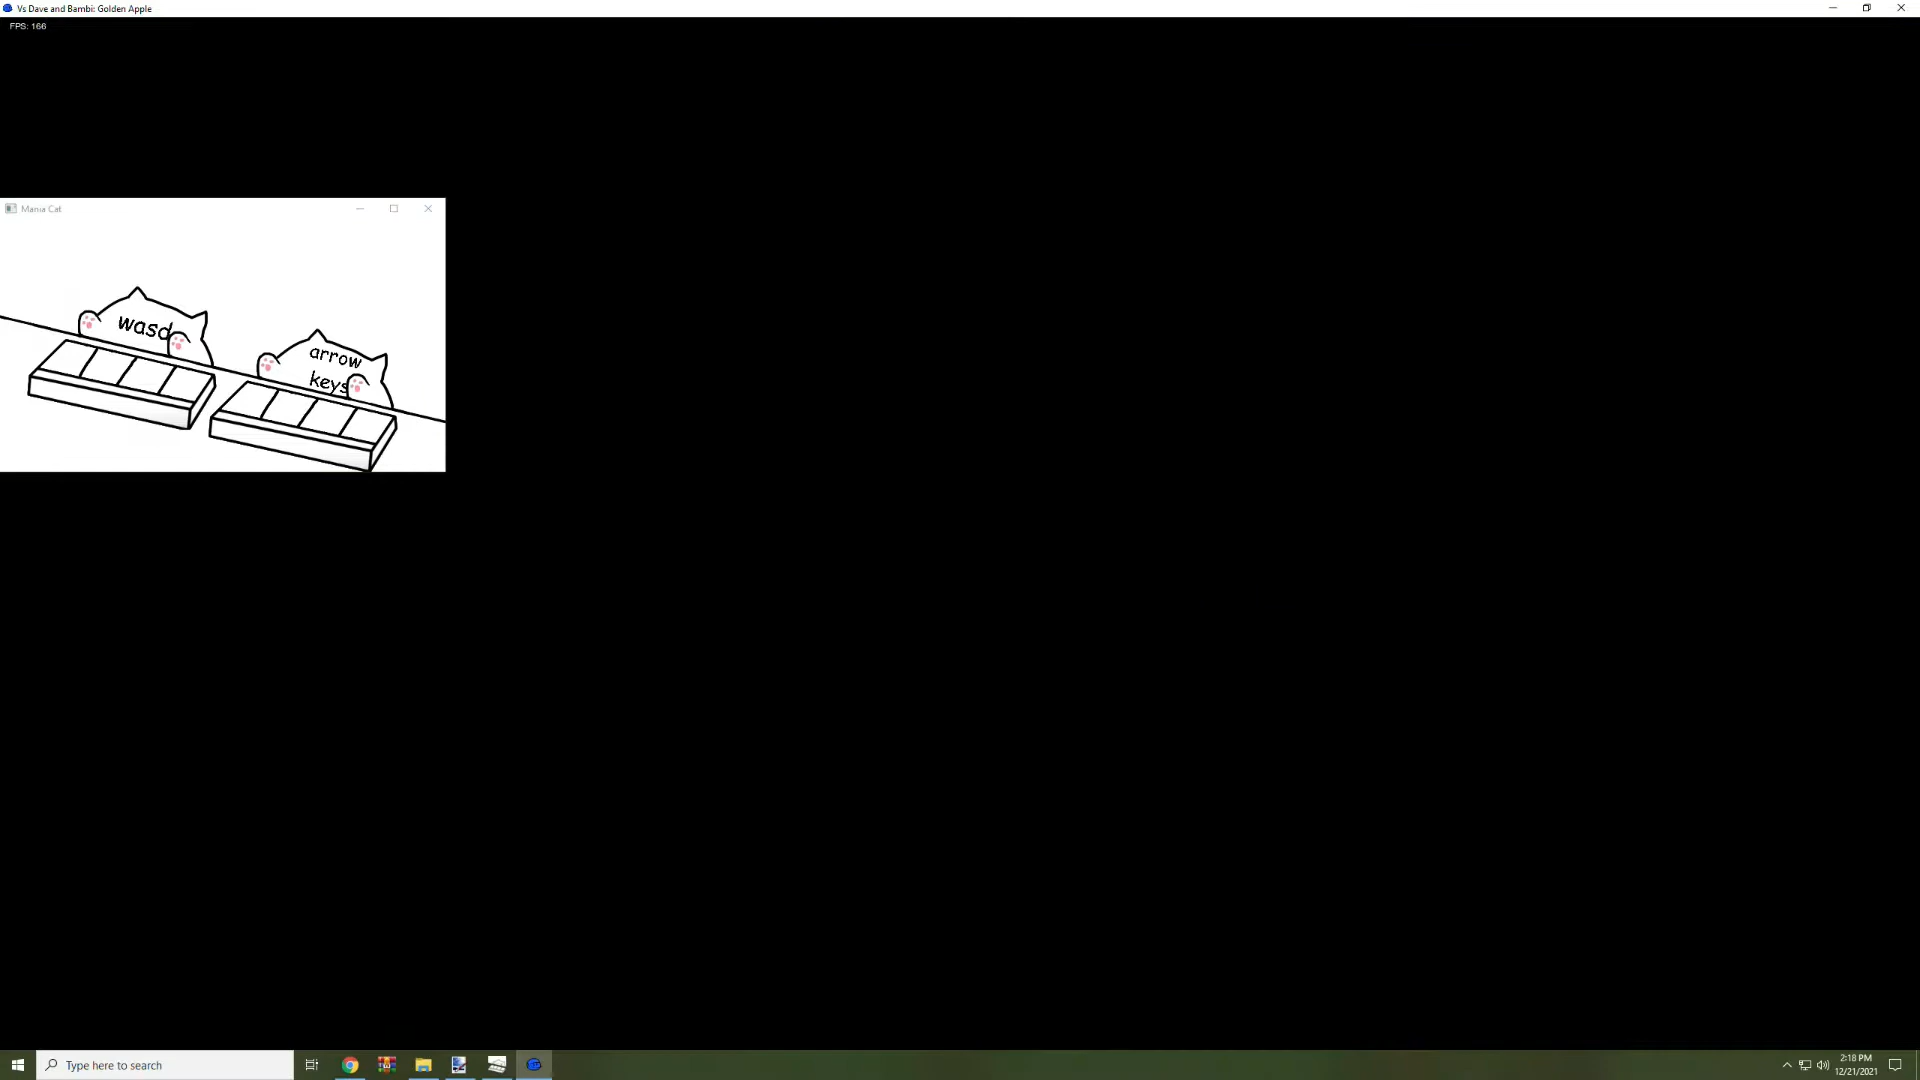 Vs Dave and Bambi: Golden Apple
FPS: 166
Mania Cat
wasd
arrow
keys
Type here to search
2:18 PM
12/21/2021